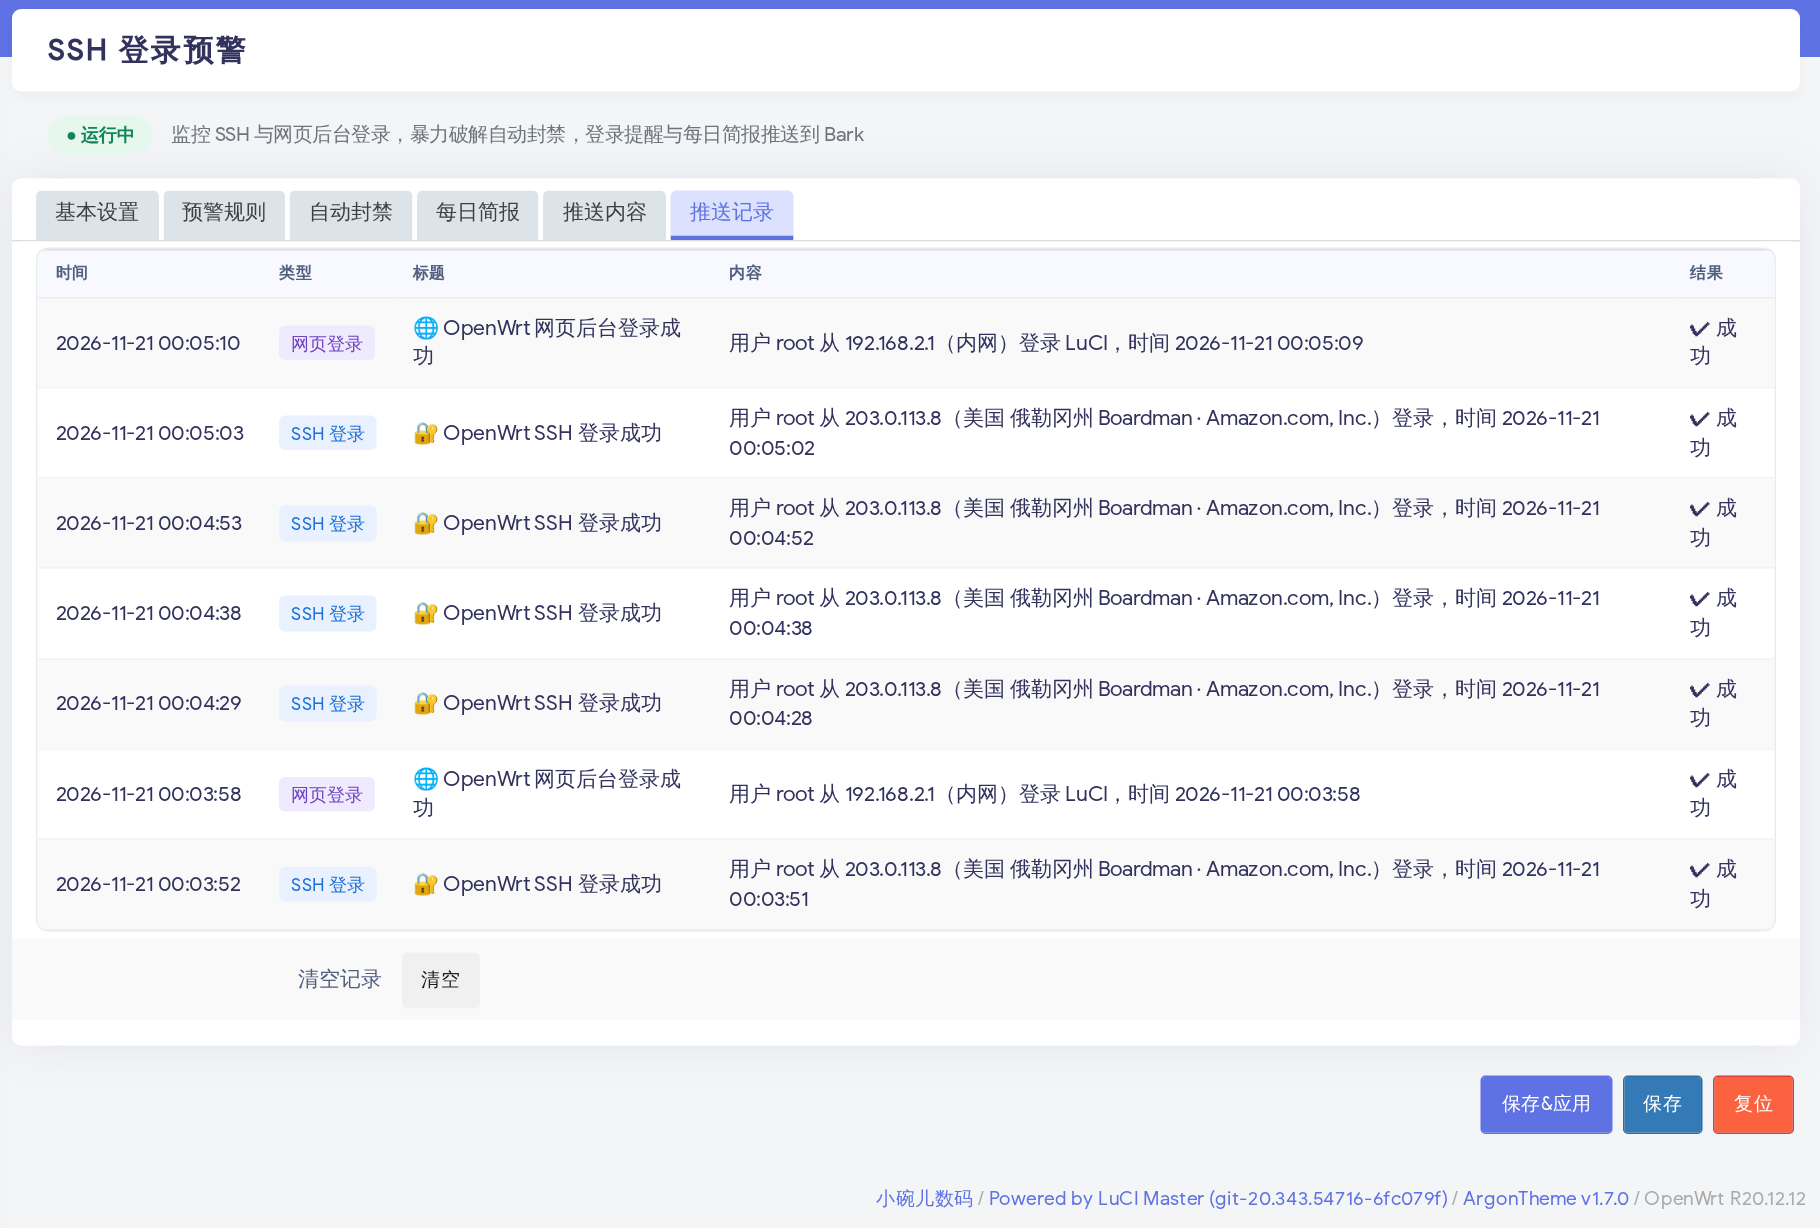 SSH 登录预警
● 运行中 监控 SSH 与网页后台登录，暴力破解自动封禁，登录提醒与每日简报推送到 Bark
基本设置 预警规则 自动封禁 每日简报 推送内容 推送记录
时间 类型 标题 内容 结果
2026-11-21 00:05:10 网页登录 🌐 OpenWrt 网页后台登录成功 用户 root 从 192.168.2.1（内网）登录 LuCI，时间 2026-11-21 00:05:09 ✔ 成功
2026-11-21 00:05:03 SSH 登录 🔐 OpenWrt SSH 登录成功 用户 root 从 203.0.113.8（美国 俄勒冈州 Boardman · Amazon.com, Inc.）登录，时间 2026-11-21 00:05:02 ✔ 成功
2026-11-21 00:04:53 SSH 登录 🔐 OpenWrt SSH 登录成功 用户 root 从 203.0.113.8（美国 俄勒冈州 Boardman · Amazon.com, Inc.）登录，时间 2026-11-21 00:04:52 ✔ 成功
2026-11-21 00:04:38 SSH 登录 🔐 OpenWrt SSH 登录成功 用户 root 从 203.0.113.8（美国 俄勒冈州 Boardman · Amazon.com, Inc.）登录，时间 2026-11-21 00:04:38 ✔ 成功
2026-11-21 00:04:29 SSH 登录 🔐 OpenWrt SSH 登录成功 用户 root 从 203.0.113.8（美国 俄勒冈州 Boardman · Amazon.com, Inc.）登录，时间 2026-11-21 00:04:28 ✔ 成功
2026-11-21 00:03:58 网页登录 🌐 OpenWrt 网页后台登录成功 用户 root 从 192.168.2.1（内网）登录 LuCI，时间 2026-11-21 00:03:58 ✔ 成功
2026-11-21 00:03:52 SSH 登录 🔐 OpenWrt SSH 登录成功 用户 root 从 203.0.113.8（美国 俄勒冈州 Boardman · Amazon.com, Inc.）登录，时间 2026-11-21 00:03:51 ✔ 成功
清空记录 清空
保存&应用 保存 复位
小碗儿数码 / Powered by LuCI Master (git-20.343.54716-6fc079f) / ArgonTheme v1.7.0 / OpenWrt R20.12.12